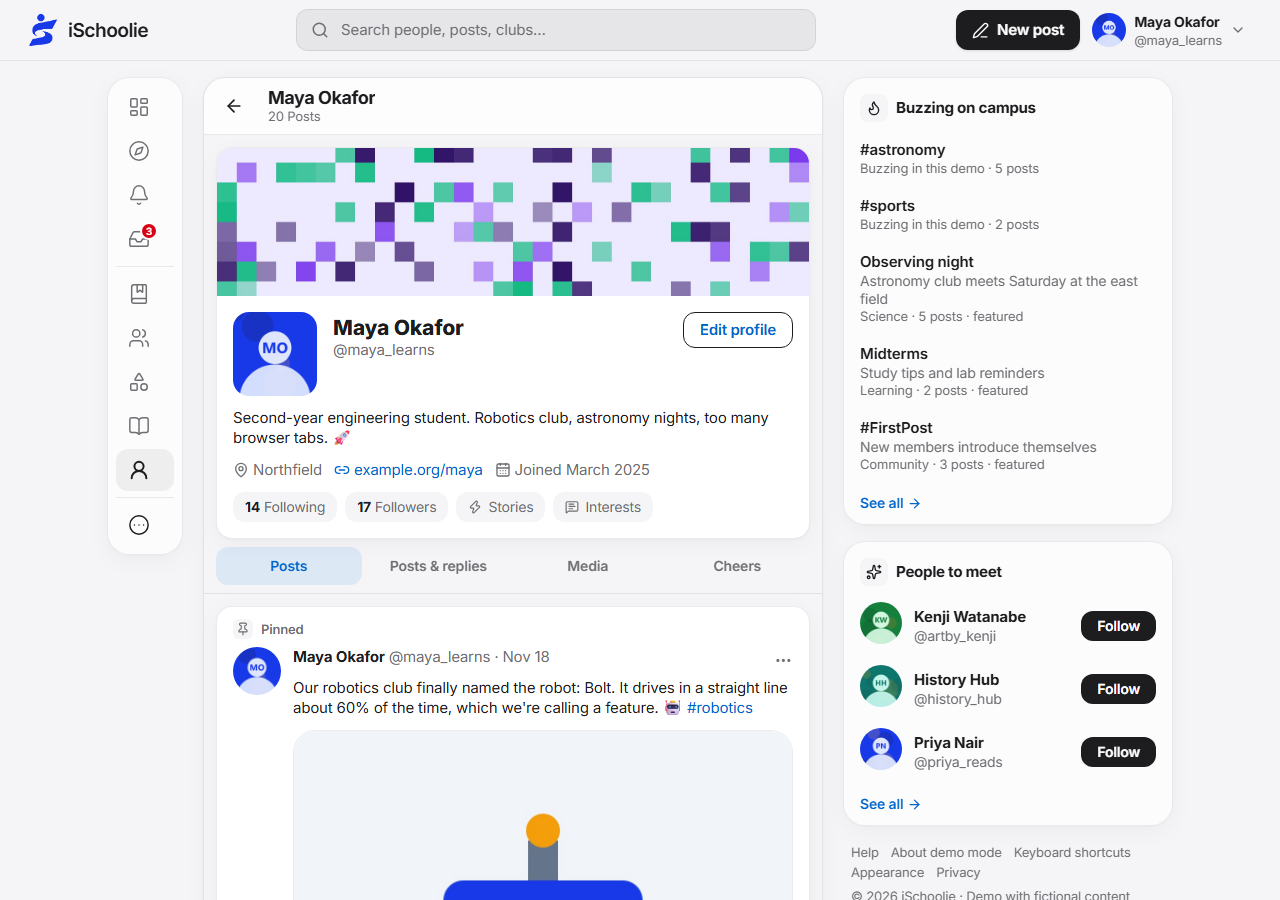 iSchoolie
Search people, posts, clubs...
New post
MO
Maya Okafor
@maya_learns
3
Maya Okafor
20 Posts
MO
Maya Okafor
@maya_learns
Edit profile
Second-year engineering student. Robotics club, astronomy nights, too many
browser tabs. 🚀
Northfield example.org/maya Joined March 2025
14 Following 17 Followers Stories Interests
Posts Posts & replies Media Cheers
Pinned
MO
Maya Okafor @maya_learns · Nov 18
Our robotics club finally named the robot: Bolt. It drives in a straight line
about 60% of the time, which we're calling a feature. 🤖 #robotics
Buzzing on campus
#astronomy
Buzzing in this demo · 5 posts
#sports
Buzzing in this demo · 2 posts
Observing night
Astronomy club meets Saturday at the east
field
Science · 5 posts · featured
Midterms
Study tips and lab reminders
Learning · 2 posts · featured
#FirstPost
New members introduce themselves
Community · 3 posts · featured
See all →
People to meet
KW
Kenji Watanabe
@artby_kenji
Follow
HH
History Hub
@history_hub
Follow
PN
Priya Nair
@priya_reads
Follow
See all →
Help About demo mode Keyboard shortcuts
Appearance Privacy
© 2026 iSchoolie · Demo with fictional content